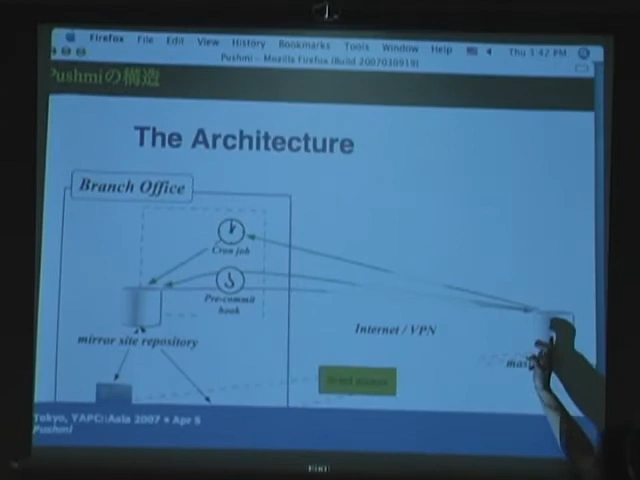 Firefox File Edit View History Bookmarks Tools Window Help Thu 1:42 PM
Pushmi - Mozilla Firefox (Build 2007030919)
Pushmiの構造
The Architecture
Branch Office
Cron job
Pre-commit
hook
Internet / VPN
mirror site repository
mas
Tokyo, YAPC::Asia 2007 • Apr 5
Pushmi